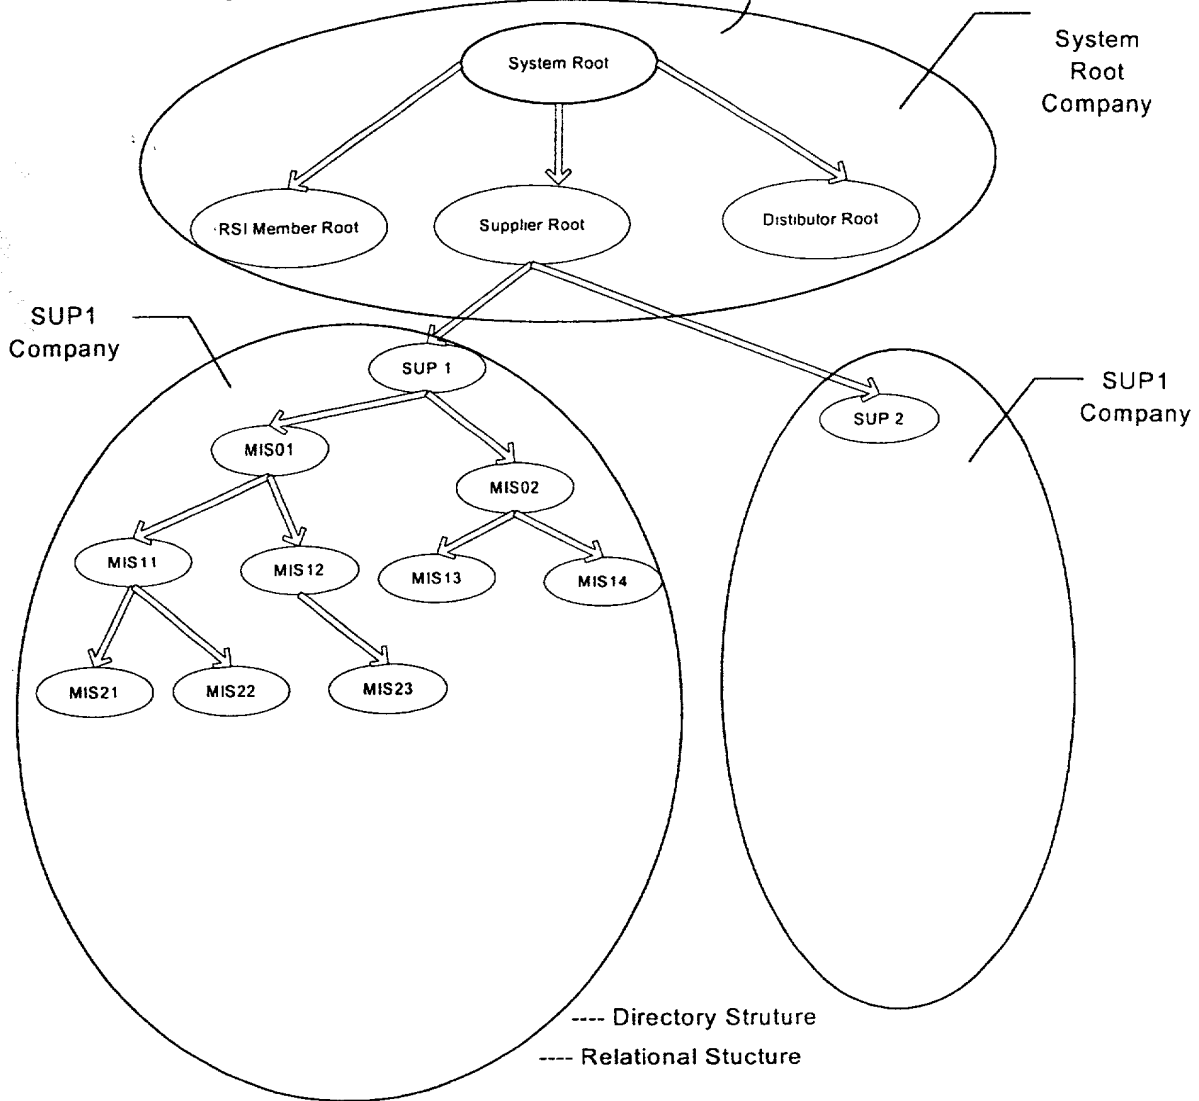 System
Root
Company
System Root
RSI Member Root
Supplier Root
Distibutor Root
SUP1
Company
SUP 1
SUP1
Company
SUP 2
MIS01
MIS02
MIS11
MIS12
MIS13
MIS14
MIS21
MIS22
MIS23
---- Directory Struture
---- Relational Stucture